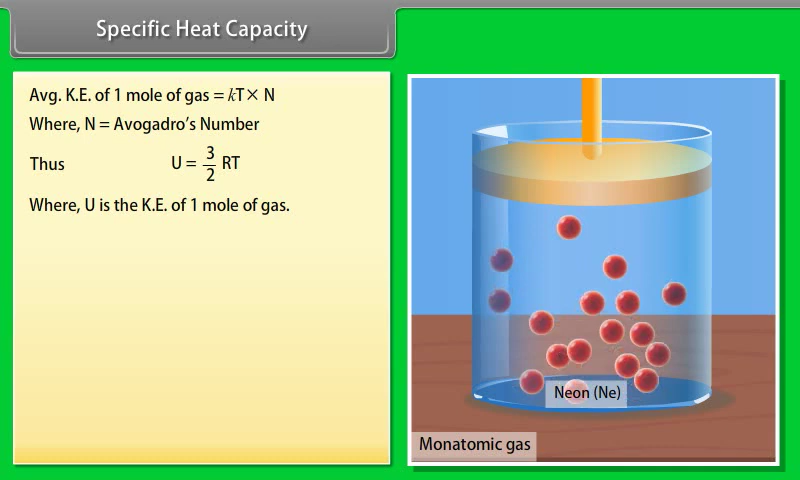 Specific Heat Capacity
Avg. K.E. of 1 mole of gas = kT × N
Where, N = Avogadro's Number
Thus U = 3/2 RT
Where, U is the K.E. of 1 mole of gas.
Neon (Ne)
Monatomic gas